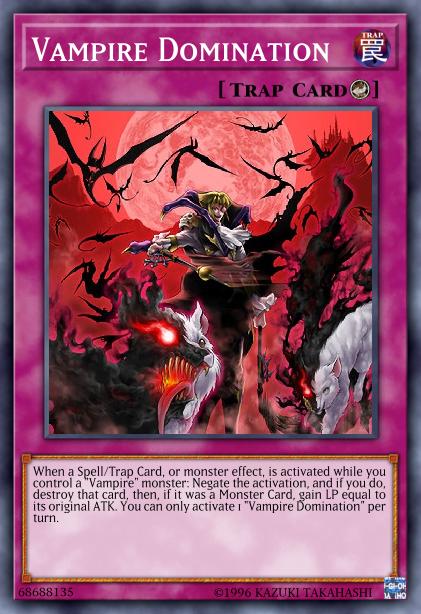 VAMPIRE DOMINATION
TRAP
罠
[TRAP CARD]
When a Spell/Trap Card, or monster effect, is activated while you
control a "Vampire" monster: Negate the activation, and if you do,
destroy that card, then, if it was a Monster Card, gain LP equal to
its original ATK. You can only activate 1 "Vampire Domination" per
turn.
68688135
©1996 KAZUKI TAKAHASHI